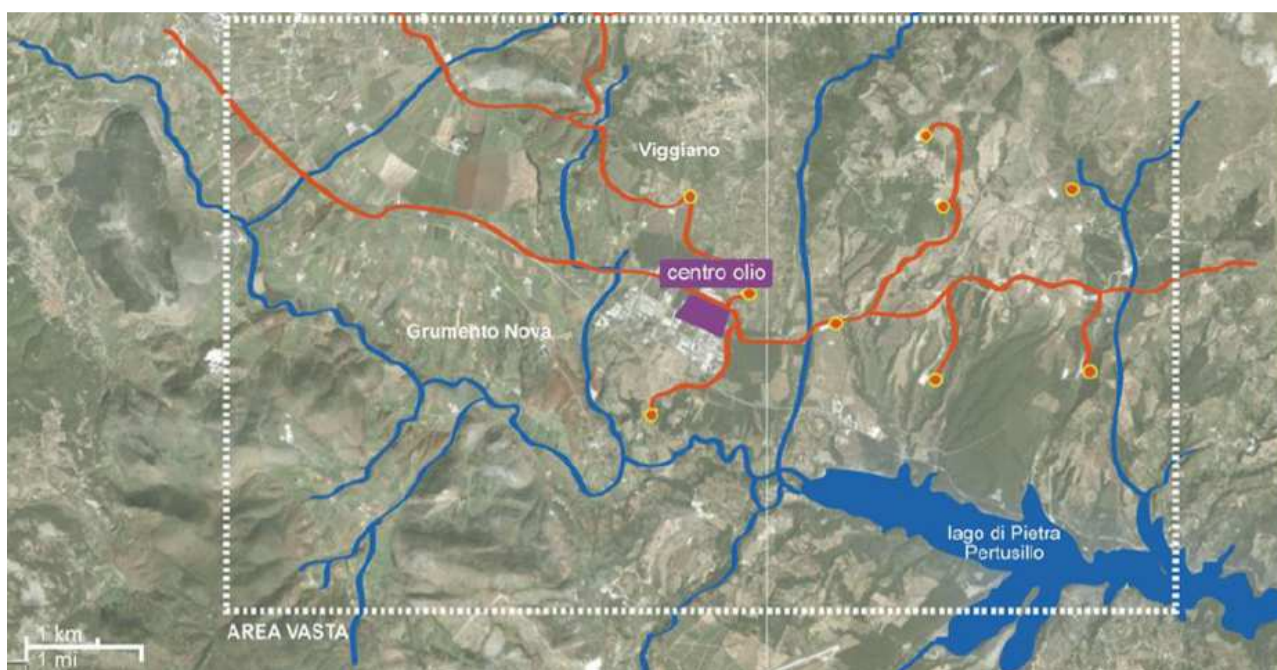 Viggiano
centro olio
Grumento Nova
lago di Pietra
Pertusillo
AREA VASTA
1 km
1 mi